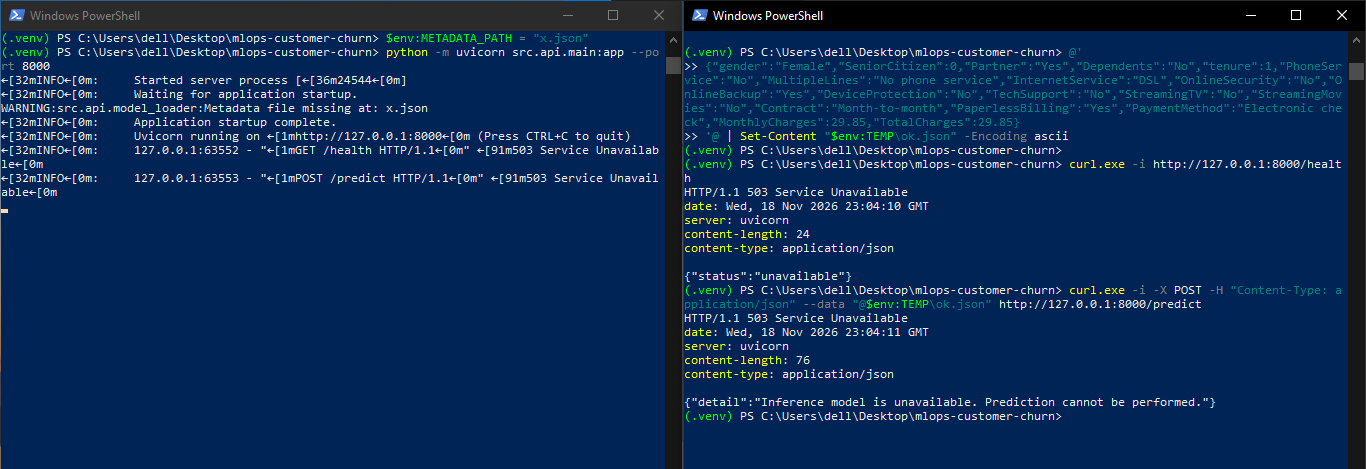 Windows PowerShell
(.venv) PS C:\Users\dell\Desktop\mlops-customer-churn> $env:METADATA_PATH = "x.json"
(.venv) PS C:\Users\dell\Desktop\mlops-customer-churn> python -m uvicorn src.api.main:app --po
rt 8000
←[32mINFO←[0m:     Started server process [←[36m24544←[0m]
←[32mINFO←[0m:     Waiting for application startup.
WARNING:src.api.model_loader:Metadata file missing at: x.json
←[32mINFO←[0m:     Application startup complete.
←[32mINFO←[0m:     Uvicorn running on ←[1mhttp://127.0.0.1:8000←[0m (Press CTRL+C to quit)
←[32mINFO←[0m:     127.0.0.1:63552 - "←[1mGET /health HTTP/1.1←[0m" ←[91m503 Service Unavailab
le←[0m
←[32mINFO←[0m:     127.0.0.1:63553 - "←[1mPOST /predict HTTP/1.1←[0m" ←[91m503 Service Unavail
able←[0m
Windows PowerShell
(.venv) PS C:\Users\dell\Desktop\mlops-customer-churn> @'
>> {"gender":"Female","SeniorCitizen":0,"Partner":"Yes","Dependents":"No","tenure":1,"PhoneSer
vice":"No","MultipleLines":"No phone service","InternetService":"DSL","OnlineSecurity":"No","O
nlineBackup":"Yes","DeviceProtection":"No","TechSupport":"No","StreamingTV":"No","StreamingMov
ies":"No","Contract":"Month-to-month","PaperlessBilling":"Yes","PaymentMethod":"Electronic che
ck","MonthlyCharges":29.85,"TotalCharges":29.85}
>> '@ | Set-Content "$env:TEMP\ok.json" -Encoding ascii
(.venv) PS C:\Users\dell\Desktop\mlops-customer-churn>
(.venv) PS C:\Users\dell\Desktop\mlops-customer-churn> curl.exe -i http://127.0.0.1:8000/healt
h
HTTP/1.1 503 Service Unavailable
date: Wed, 18 Nov 2026 23:04:10 GMT
server: uvicorn
content-length: 24
content-type: application/json

{"status":"unavailable"}
(.venv) PS C:\Users\dell\Desktop\mlops-customer-churn> curl.exe -i -X POST -H "Content-Type: a
pplication/json" --data "@$env:TEMP\ok.json" http://127.0.0.1:8000/predict
HTTP/1.1 503 Service Unavailable
date: Wed, 18 Nov 2026 23:04:11 GMT
server: uvicorn
content-length: 76
content-type: application/json

{"detail":"Inference model is unavailable. Prediction cannot be performed."}
(.venv) PS C:\Users\dell\Desktop\mlops-customer-churn>